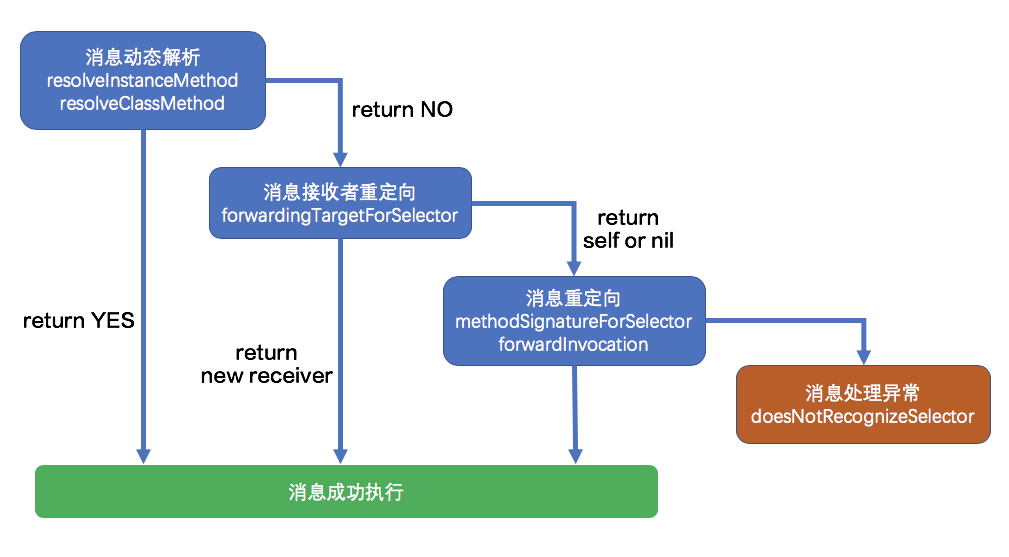 消息动态解析
resolveInstanceMethod
resolveClassMethod
return NO
消息接收者重定向
forwardingTargetForSelector
return
self or nil
消息重定向
methodSignatureForSelector
forwardInvocation
return YES
return
new receiver
消息处理异常
doesNotRecognizeSelector
消息成功执行